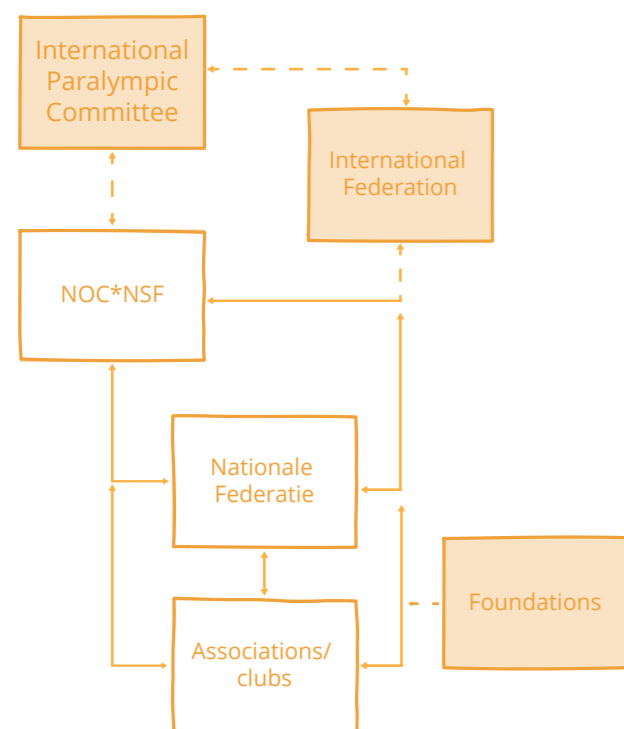 International
Paralympic
Committee
International
Federation
NOC*NSF
Nationale
Federatie
Foundations
Associations/
clubs